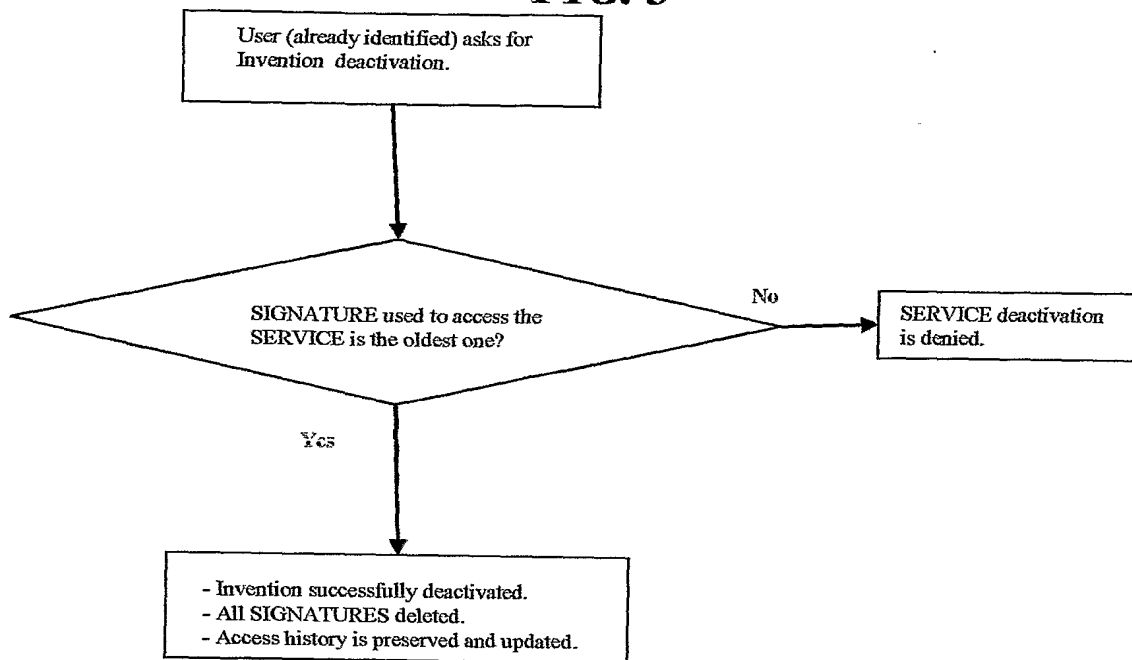 User (already identified) asks for
Invention deactivation.
SIGNATURE used to access the
SERVICE is the oldest one?
No
SERVICE deactivation
is denied.
Yes
- Invention successfully deactivated.
- All SIGNATURES deleted.
- Access history is preserved and updated.